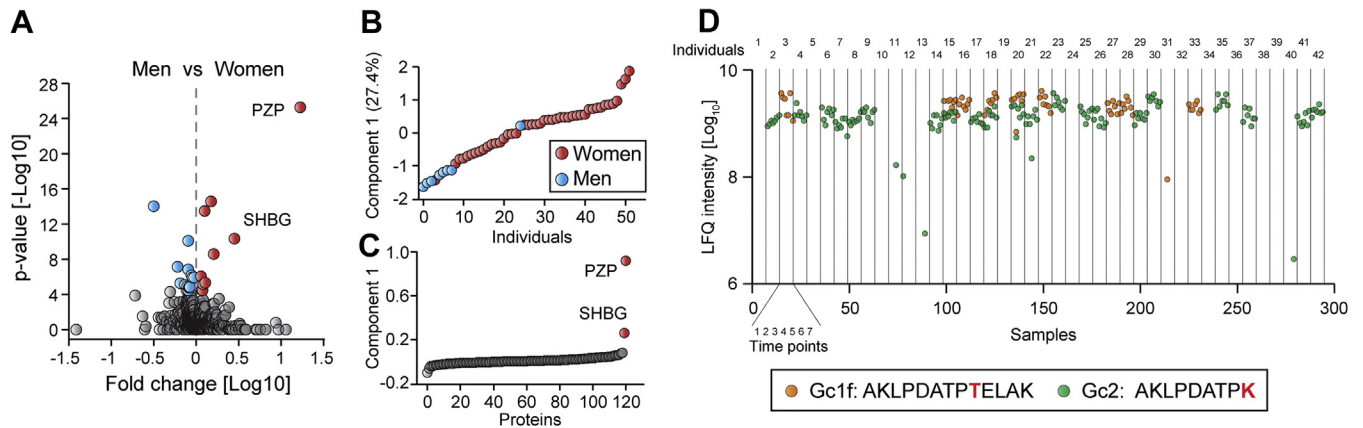 A
Men vs Women
p-value [-Log10]
28
24
20
16
12
8
4
0
PZP
SHBG
-1.5 -1 -0.5 0 0.5 1 1.5
Fold change [Log10]
B
Component 1 (27.4%)
2
1
0
-1
-2
Women
Men
0 10 20 30 40 50
Individuals
C
Component 1
1.0
0.6
0.2
-0.2
PZP
SHBG
0 20 40 60 80 100 120
Proteins
D
Individuals
1 3 5 7 9 11 13 15 17 19 21 23 25 27 29 31 33 35 37 39 41
2 4 6 8 10 12 14 16 18 20 22 24 26 28 30 32 34 36 38 40 42
LFQ intensity [Log10]
10
8
6
0 50 100 150 200 250 300
Samples
1 2 3 4 5 6 7
Time points
Gc1f: AKLPDATPTELAK Gc2: AKLPDATPK